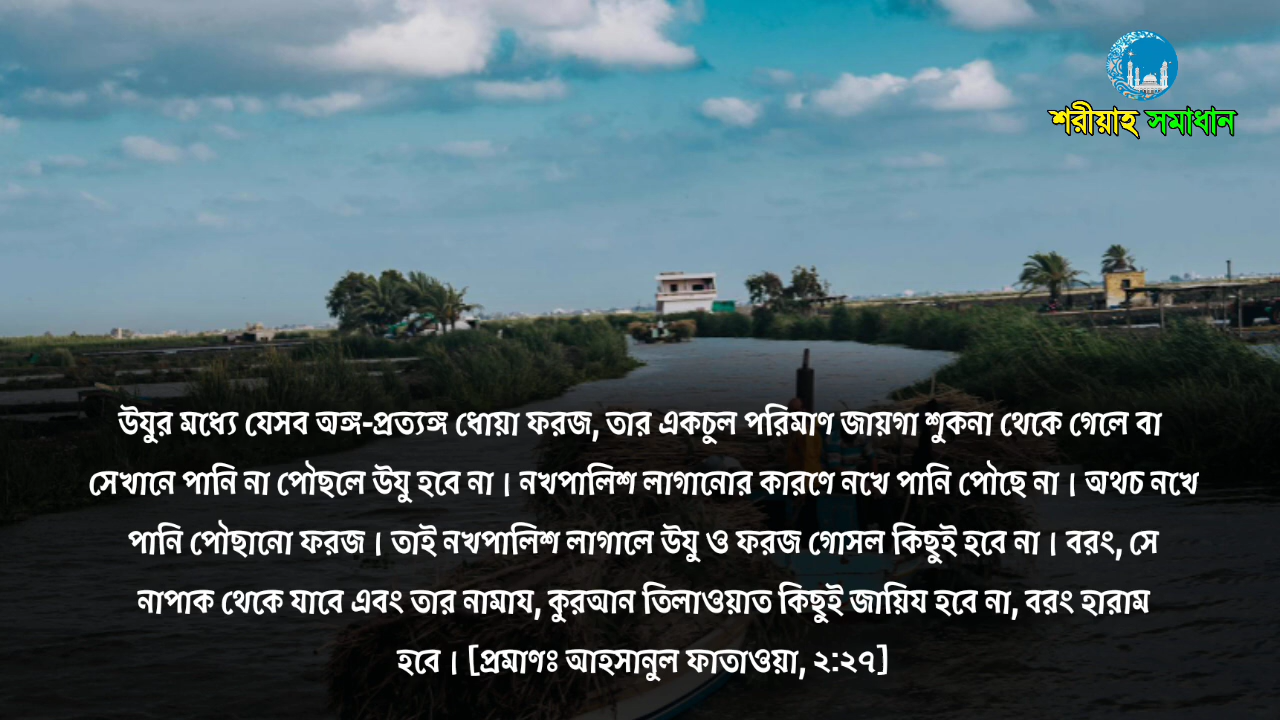 শরীয়াহ সমাধান
উযুর মধ্যে যেসব অঙ্গ-প্রত্যঙ্গ ধোয়া ফরজ, তার একচুল পরিমাণ জায়গা শুকনা থেকে গেলে বা
সেখানে পানি না পৌছলে উযু হবে না। নখপালিশ লাগানোর কারণে নখে পানি পৌছে না। অথচ নখে
পানি পৌছানো ফরজ। তাই নখপালিশ লাগালে উযু ও ফরজ গোসল কিছুই হবে না। বরং, সে
নাপাক থেকে যাবে এবং তার নামায, কুরআন তিলাওয়াত কিছুই জায়িয হবে না, বরং হারাম
হবে। [প্রমাণঃ আহসানুল ফাতাওয়া, ২:২৭]